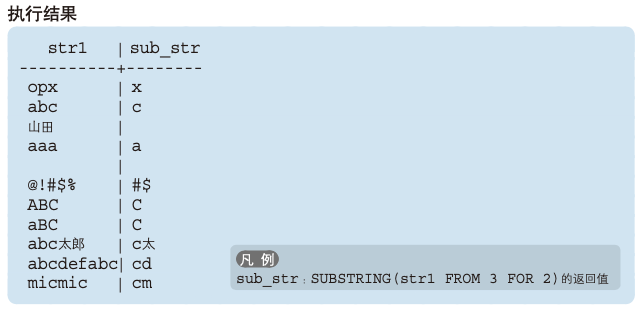 执行结果
str1 | sub_str
----------+--------
opx | x
abc | c
山田 |
aaa | a
|
@!#$% | #$
ABC | C
aBC | C
abc太郎 | c太
abcdefabc| cd
micmic | cm
凡 例
sub_str：SUBSTRING(str1 FROM 3 FOR 2)的返回值